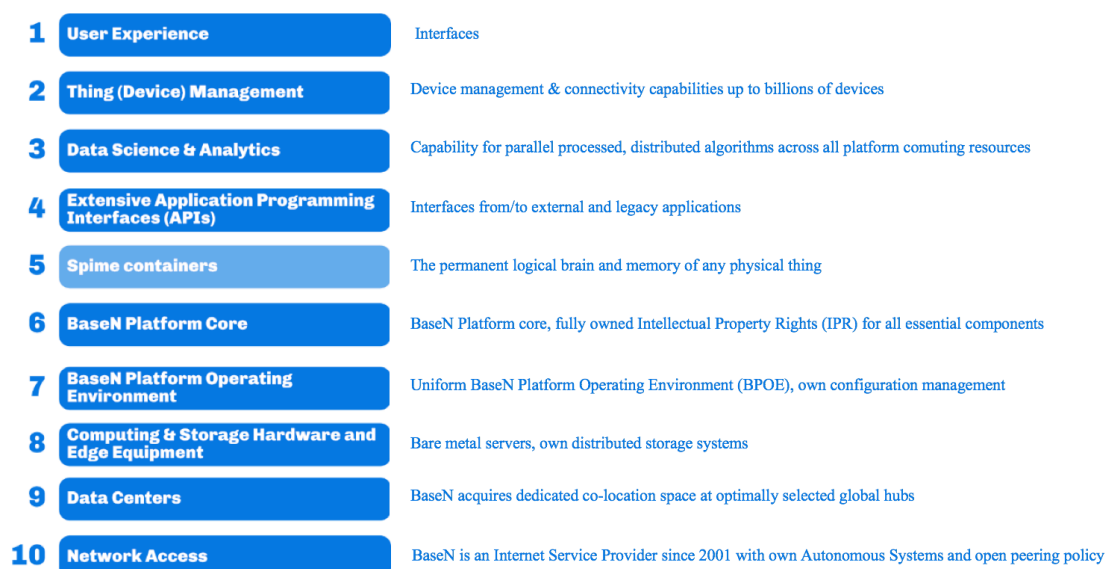 1 User Experience Interfaces
2 Thing (Device) Management Device management & connectivity capabilities up to billions of devices
3 Data Science & Analytics Capability for parallel processed, distributed algorithms across all platform comuting resources
4 Extensive Application Programming
Interfaces (APIs) Interfaces from/to external and legacy applications
5 Spime containers The permanent logical brain and memory of any physical thing
6 BaseN Platform Core BaseN Platform core, fully owned Intellectual Property Rights (IPR) for all essential components
7 BaseN Platform Operating
Environment Uniform BaseN Platform Operating Environment (BPOE), own configuration management
8 Computing & Storage Hardware and
Edge Equipment Bare metal servers, own distributed storage systems
9 Data Centers BaseN acquires dedicated co-location space at optimally selected global hubs
10 Network Access BaseN is an Internet Service Provider since 2001 with own Autonomous Systems and open peering policy